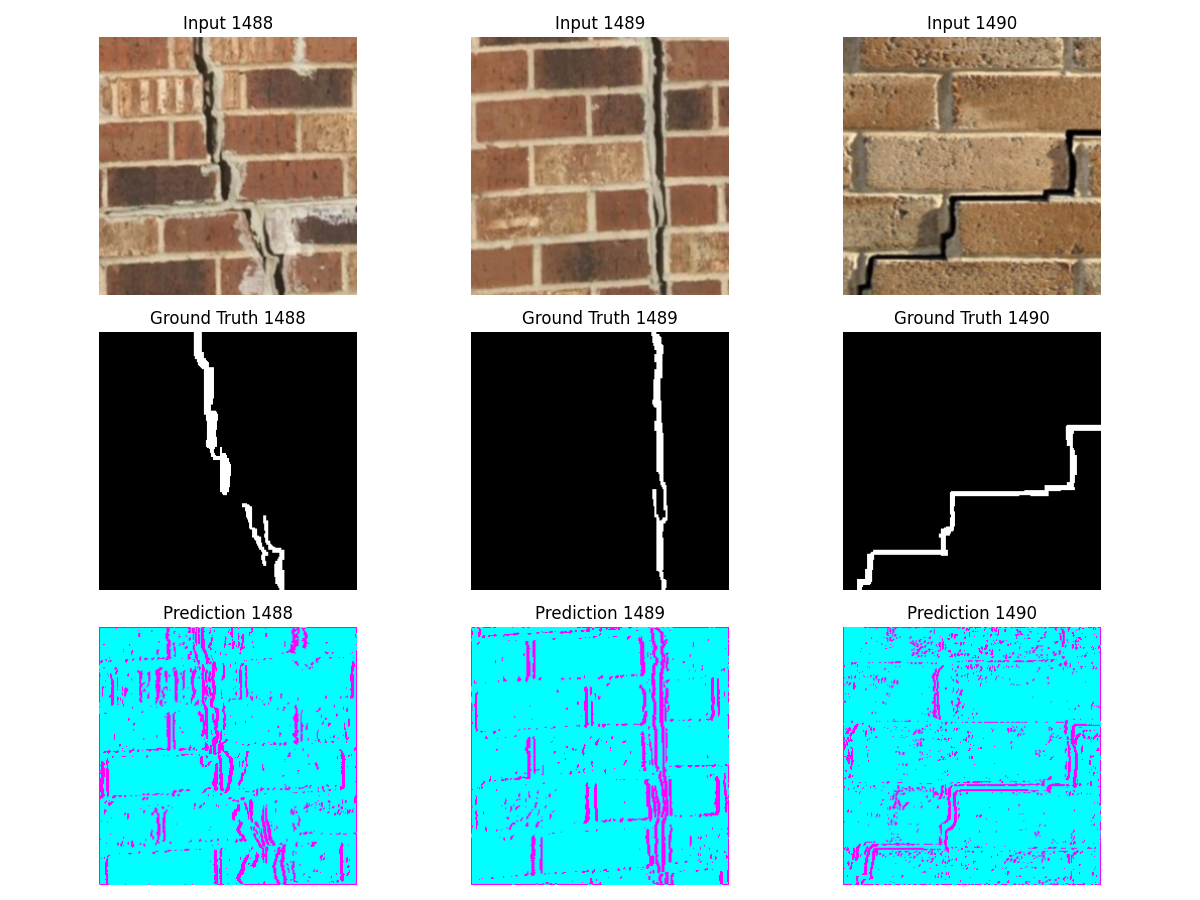 Input 1488
Input 1489
Input 1490
Ground Truth 1488
Ground Truth 1489
Ground Truth 1490
Prediction 1488
Prediction 1489
Prediction 1490